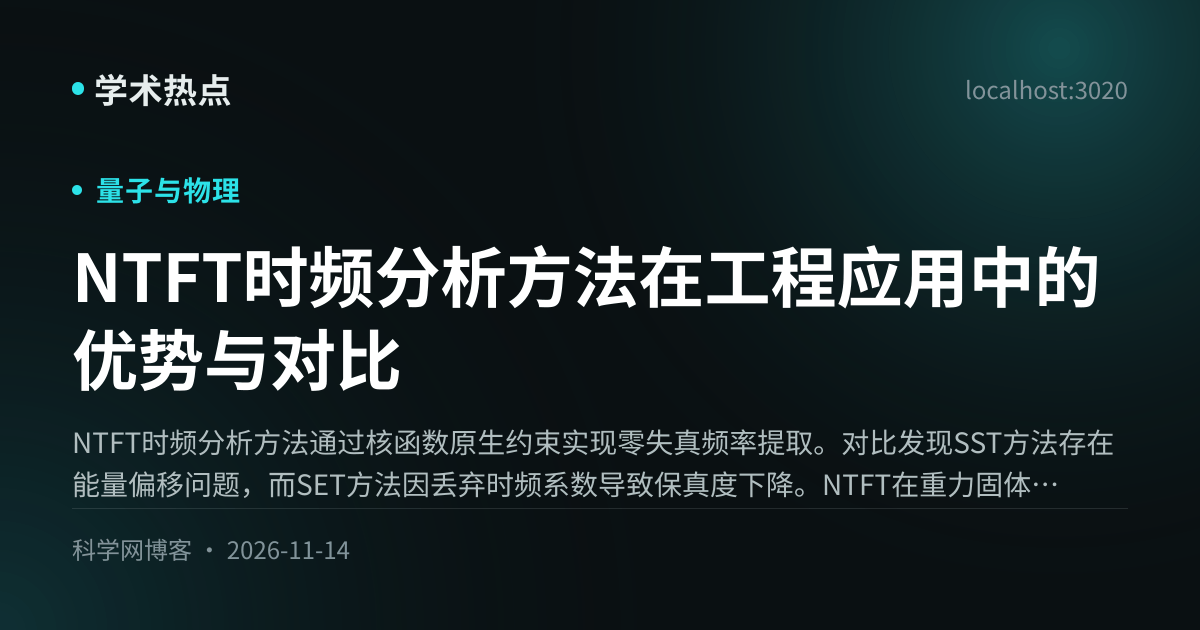 学术热点
localhost:3020
量子与物理
NTFT时频分析方法在工程应用中的
优势与对比
NTFT时频分析方法通过核函数原生约束实现零失真频率提取。对比发现SST方法存在
能量偏移问题，而SET方法因丢弃时频系数导致保真度下降。NTFT在重力固体…
科学网博客 • 2026-11-14